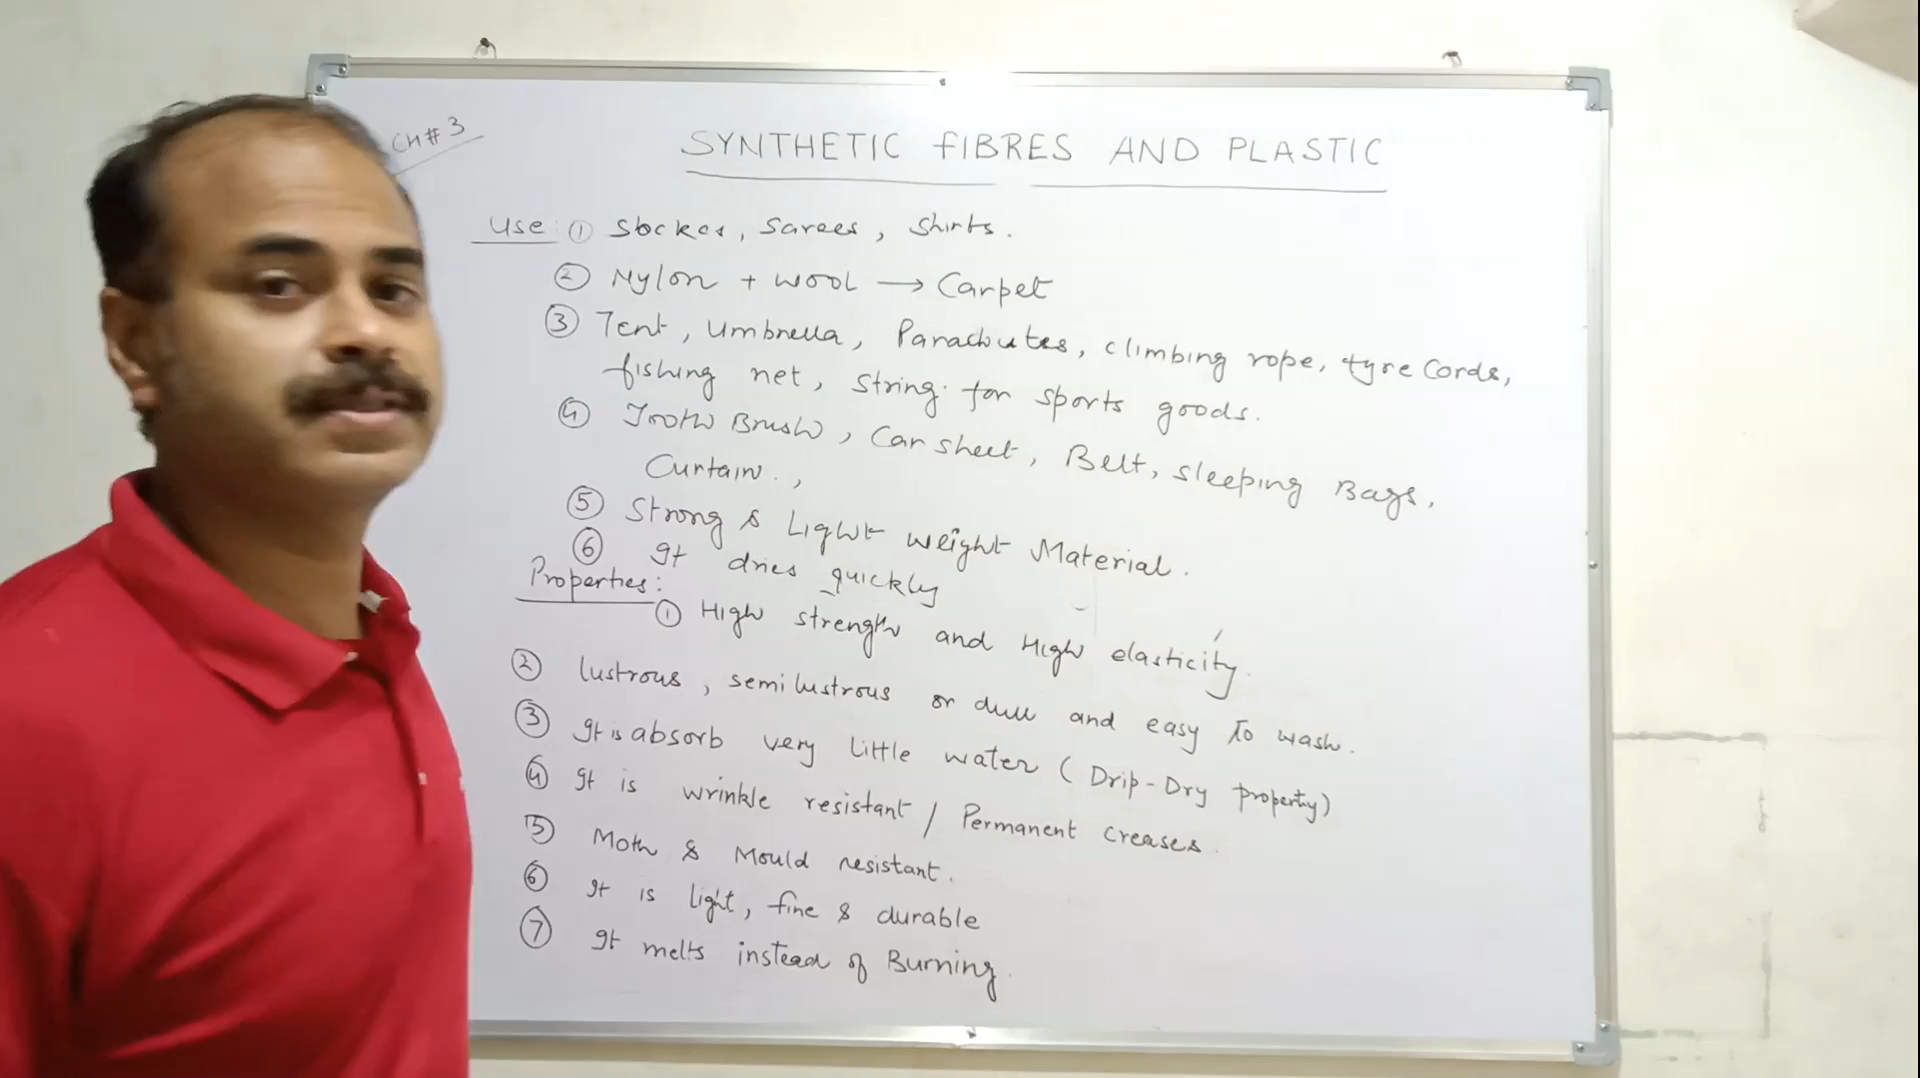 CH# 3
SYNTHETIC FIBRES AND PLASTIC
Use: ① Stockes, Sarees, Shirts.
② Nylon + wool → Carpet
③ Tent, Umbrella, Parachutes, climbing rope, tyre Cords,
fishing net, String for sports goods.
④ Tooth Brush, Car sheet, Belt, sleeping Bags,
Curtain.,
⑤ Strong & Light weight Material.
⑥ It dries quickly
Properties:
① High strength and High elasticity.
② lustrous, semi lustrous or dull and easy to wash.
③ It is absorb very little water (Drip-Dry property)
④ It is wrinkle resistant / Permanent creases.
⑤ Moth & Mould resistant.
⑥ It is light, fine & durable
⑦ It melts instead of Burning.